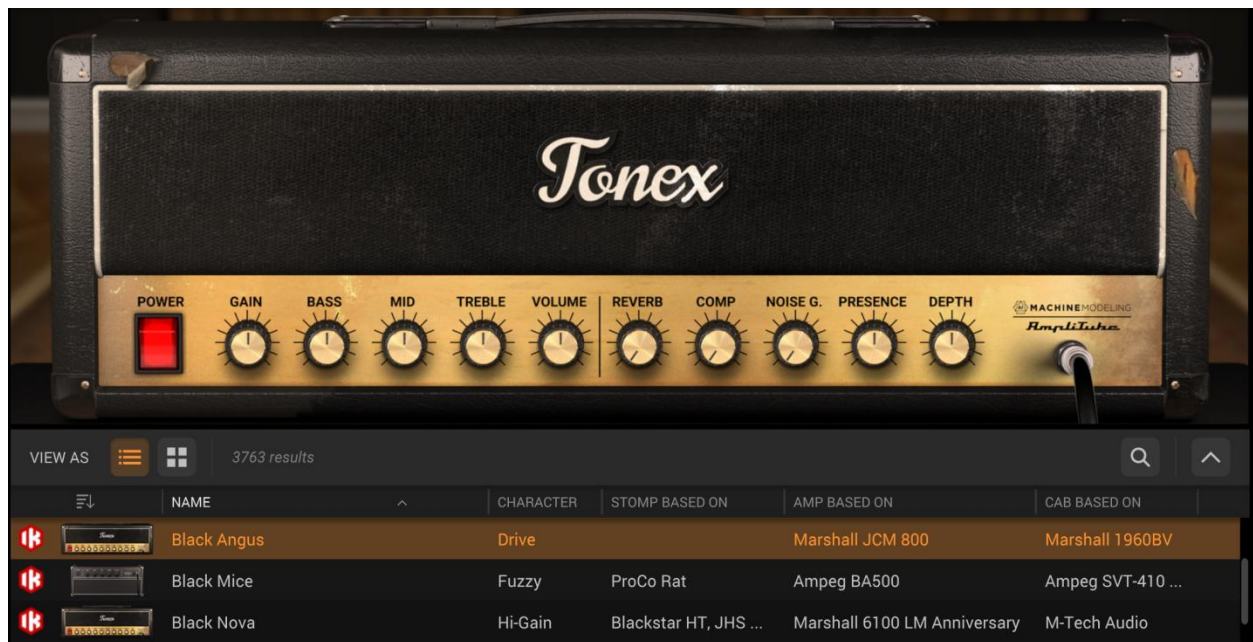 Tonex
POWER GAIN BASS MID TREBLE VOLUME REVERB COMP NOISE G. PRESENCE DEPTH
MACHINEMODELING
AmpliTube
VIEW AS 3763 results
NAME CHARACTER STOMP BASED ON AMP BASED ON CAB BASED ON
Tonex Black Angus Drive Marshall JCM 800 Marshall 1960BV
Black Mice Fuzzy ProCo Rat Ampeg BA500 Ampeg SVT-410 ...
Tonex Black Nova Hi-Gain Blackstar HT, JHS ... Marshall 6100 LM Anniversary M-Tech Audio